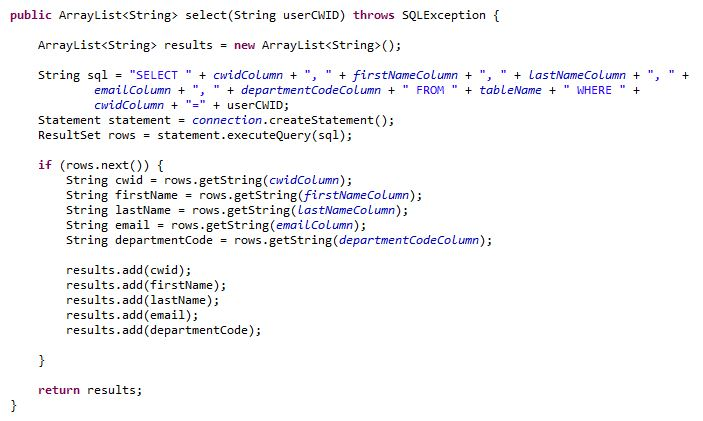 public ArrayList<String> select(String userCWID) throws SQLException {
ArrayList<String> results = new ArrayList<String>();
String sql = "SELECT " + cwidColumn + ", " + firstNameColumn + ", " + lastNameColumn + ", " +
emailColumn + ", " + departmentCodeColumn + " FROM " + tableName + " WHERE " +
cwidColumn + "=" + userCWID;
Statement statement = connection.createStatement();
ResultSet rows = statement.executeQuery(sql);
if (rows.next()) {
String cwid = rows.getString(cwidColumn);
String firstName = rows.getString(firstNameColumn);
String lastName = rows.getString(lastNameColumn);
String email = rows.getString(emailColumn);
String departmentCode = rows.getString(departmentCodeColumn);
results.add(cwid);
results.add(firstName);
results.add(lastName);
results.add(email);
results.add(departmentCode);
}
return results;
}